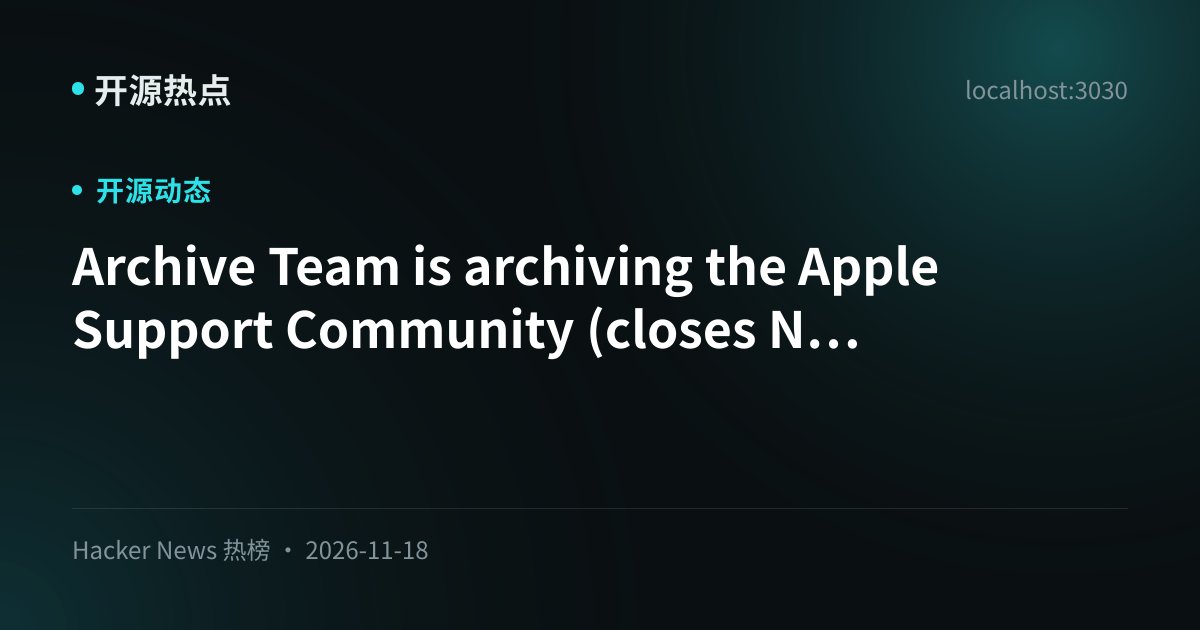 开源热点
localhost:3030
开源动态
Archive Team is archiving the Apple
Support Community (closes N…
Hacker News 热榜 · 2026-11-18